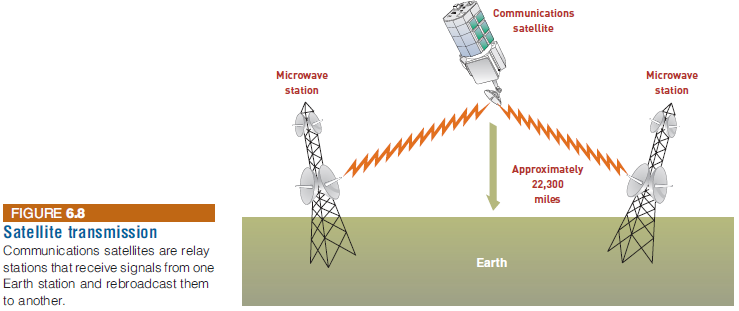 Communications
satellite
Microwave
station
Microwave
station
Approximately
22,300
miles
Earth
FIGURE 6.8
Satellite transmission
Communications satellites are relay
stations that receive signals from one
Earth station and rebroadcast them
to another.